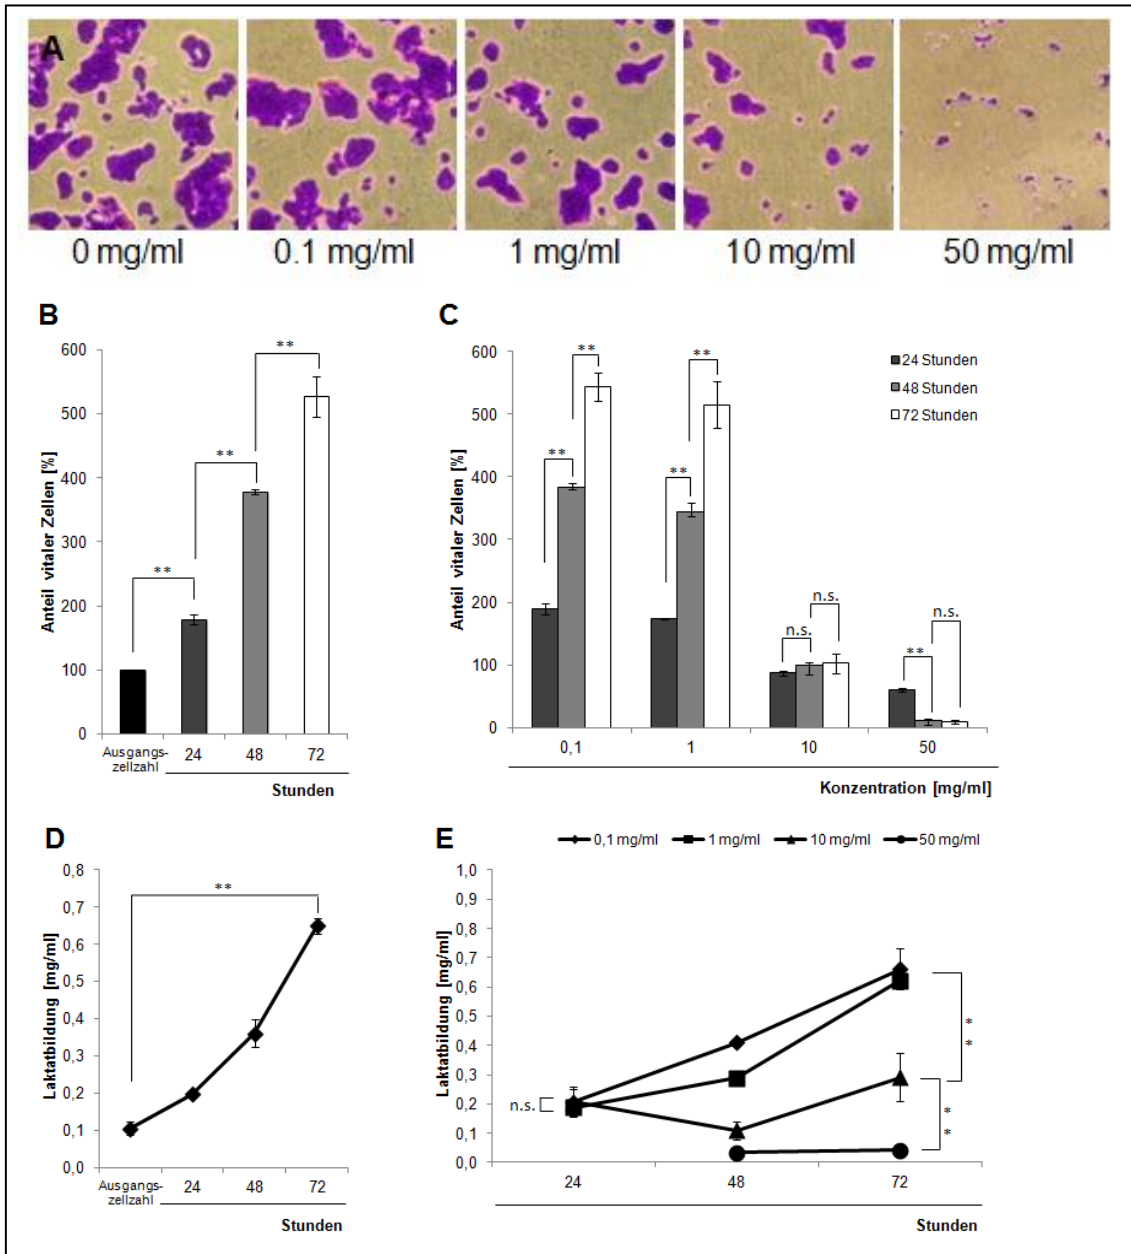 A
0 mg/ml
0.1 mg/ml
1 mg/ml
10 mg/ml
50 mg/ml
B
600
500
400
300
200
100
0
Anteil vitaler Zellen [%]
**
**
**
Ausgangs-
zellzahl
24
48
72
Stunden
C
600
500
400
300
200
100
0
Anteil vitaler Zellen [%]
**
**
**
**
n.s.
n.s.
**
n.s.
24 Stunden
48 Stunden
72 Stunden
0,1
1
10
50
Konzentration [mg/ml]
D
0,8
0,7
0,6
0,5
0,4
0,3
0,2
0,1
0,0
Laktatbildung [mg/ml]
**
Ausgangs-
zellzahl
24
48
72
Stunden
E
0,1 mg/ml
1 mg/ml
10 mg/ml
50 mg/ml
1,0
0,9
0,8
0,7
0,6
0,5
0,4
0,3
0,2
0,1
0,0
Laktatbildung [mg/ml]
n.s.
**
**
24
48
72
Stunden